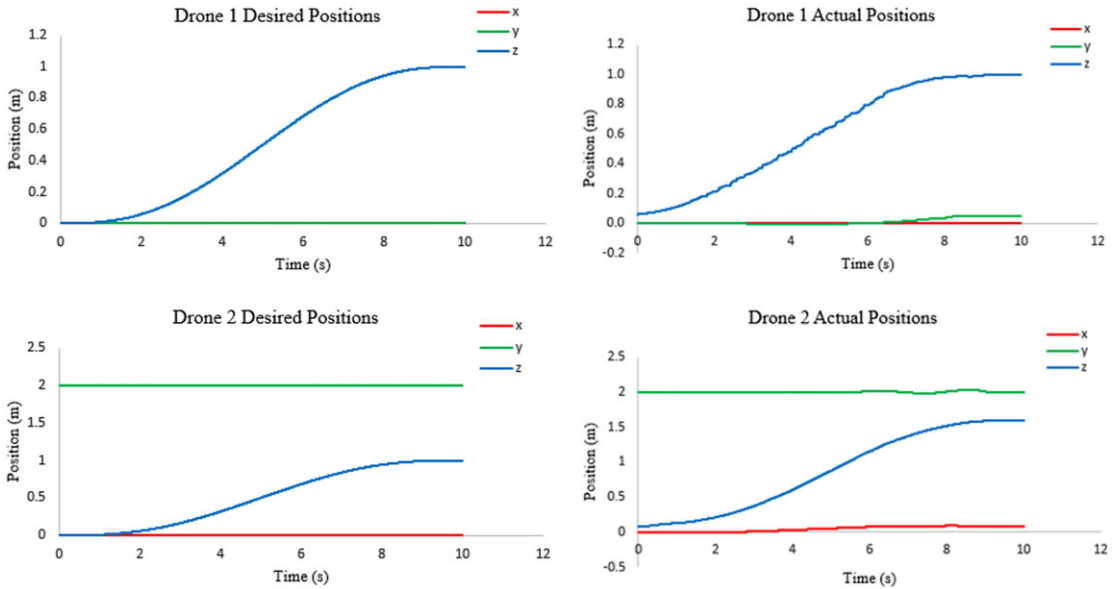 Drone 1 Desired Positions
x
y
z
1.2
1
0.8
0.6
0.4
0.2
0
Position (m)
0 2 4 6 8 10 12
Time (s)
Drone 1 Actual Positions
x
y
z
1.2
1.0
0.8
0.6
0.4
0.2
0.0
-0.2
Position (m)
0 2 4 6 8 10 12
Time (s)
Drone 2 Desired Positions
x
y
z
2.5
2
1.5
1
0.5
0
Position (m)
0 2 4 6 8 10 12
Time (s)
Drone 2 Actual Positions
x
y
z
2.5
2
1.5
1
0.5
0
-0.5
Position (m)
0 2 4 6 8 10 12
Time (s)